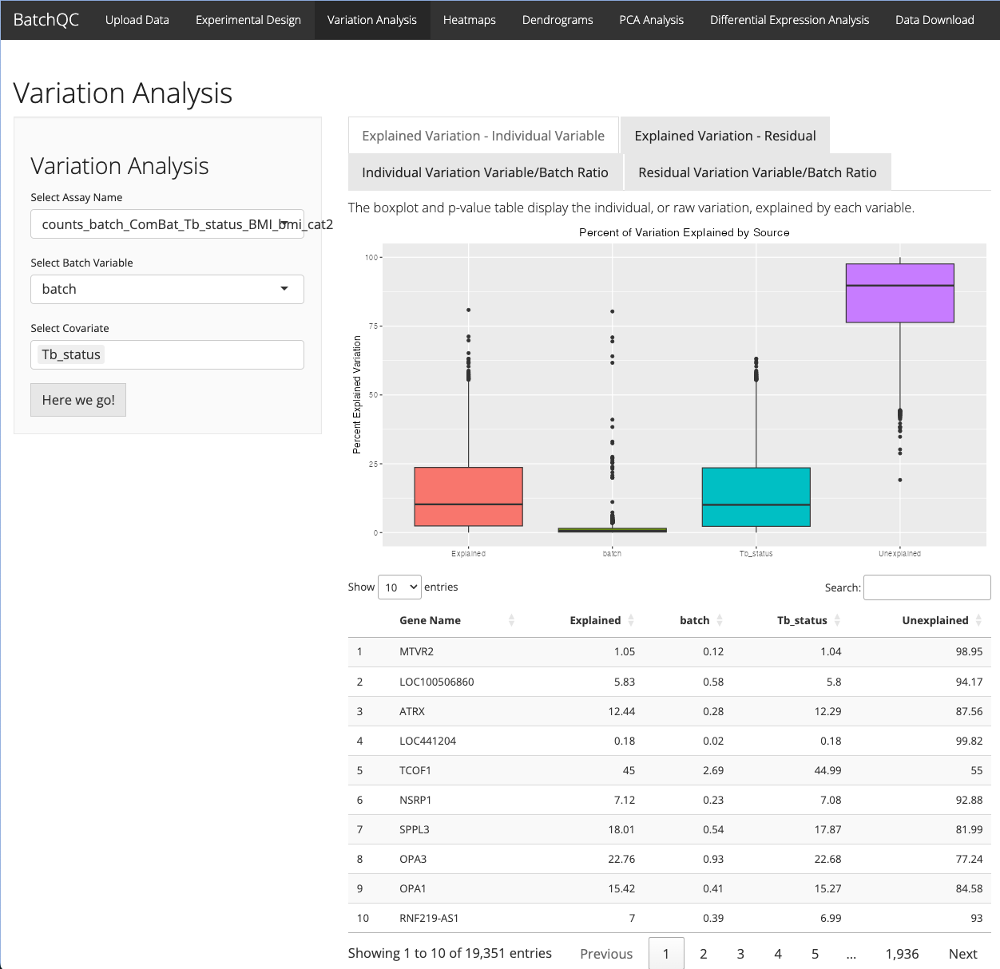 BatchQC Upload Data Experimental Design Variation Analysis Heatmaps Dendrograms PCA Analysis Differential Expression Analysis Data Download
Variation Analysis
Variation Analysis
Select Assay Name
counts_batch_ComBat_Tb_status_BMI_bmi_cat2
Select Batch Variable
batch
Select Covariate
Tb_status
Here we go!
Explained Variation - Individual Variable Explained Variation - Residual
Individual Variation Variable/Batch Ratio Residual Variation Variable/Batch Ratio
The boxplot and p-value table display the individual, or raw variation, explained by each variable.
Percent of Variation Explained by Source
Percent Explained Variation
100
75
50
25
0
Explained batch Tb_status Unexplained
Show 10 entries Search:
Gene Name Explained batch Tb_status Unexplained
1 MTVR2 1.05 0.12 1.04 98.95
2 LOC100506860 5.83 0.58 5.8 94.17
3 ATRX 12.44 0.28 12.29 87.56
4 LOC441204 0.18 0.02 0.18 99.82
5 TCOF1 45 2.69 44.99 55
6 NSRP1 7.12 0.23 7.08 92.88
7 SPPL3 18.01 0.54 17.87 81.99
8 OPA3 22.76 0.93 22.68 77.24
9 OPA1 15.42 0.41 15.27 84.58
10 RNF219-AS1 7 0.39 6.99 93
Showing 1 to 10 of 19,351 entries Previous 1 2 3 4 5 ... 1,936 Next